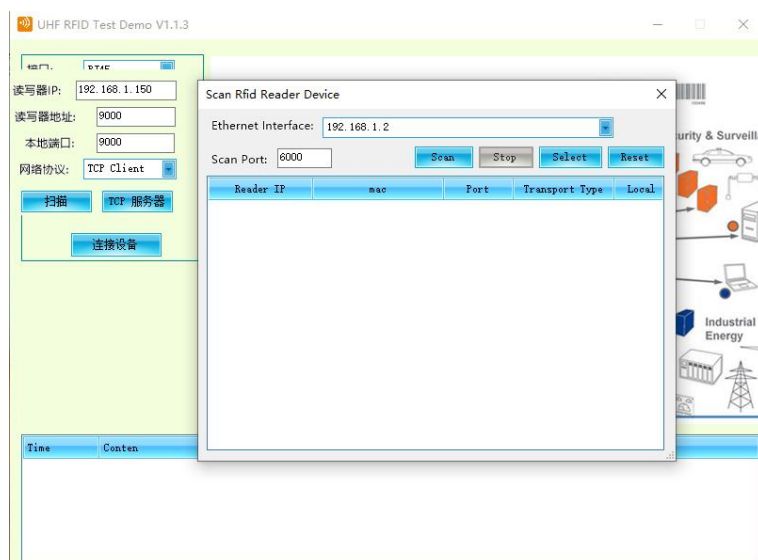 UHF RFID Test Demo V1.1.3
接口: RJ45
读写器IP: 192.168.1.150
读写器地址: 9000
本地端口: 9000
网络协议: TCP Client
扫描 TCP 服务器
连接设备
Scan Rfid Reader Device
Ethernet Interface: 192.168.1.2
Scan Port: 6000 Scan Stop Select Reset
Reader IP mac Port Transport Type Local
urity & Surveill
Industrial
Energy
Time Conten